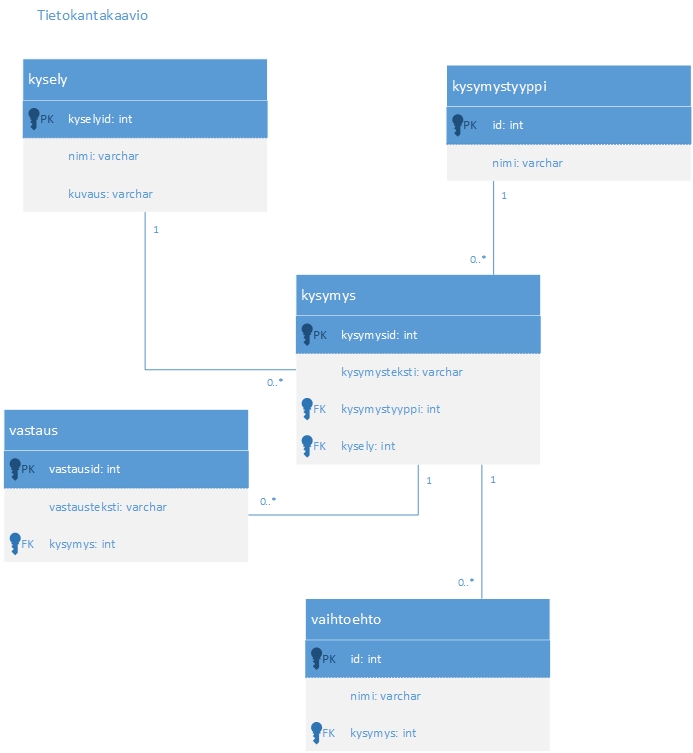 Tietokantakaavio
kysely
PK kyselyid: int
nimi: varchar
kuvaus: varchar
1
kysymystyyppi
PK id: int
nimi: varchar
1
0..*
kysymys
PK kysymysid: int
kysymysteksti: varchar
FK kysymystyyppi: int
FK kysely: int
0..*
1
1
vastaus
PK vastausid: int
vastausteksti: varchar
FK kysymys: int
0..*
0..*
vaihtoehto
PK id: int
nimi: varchar
FK kysymys: int